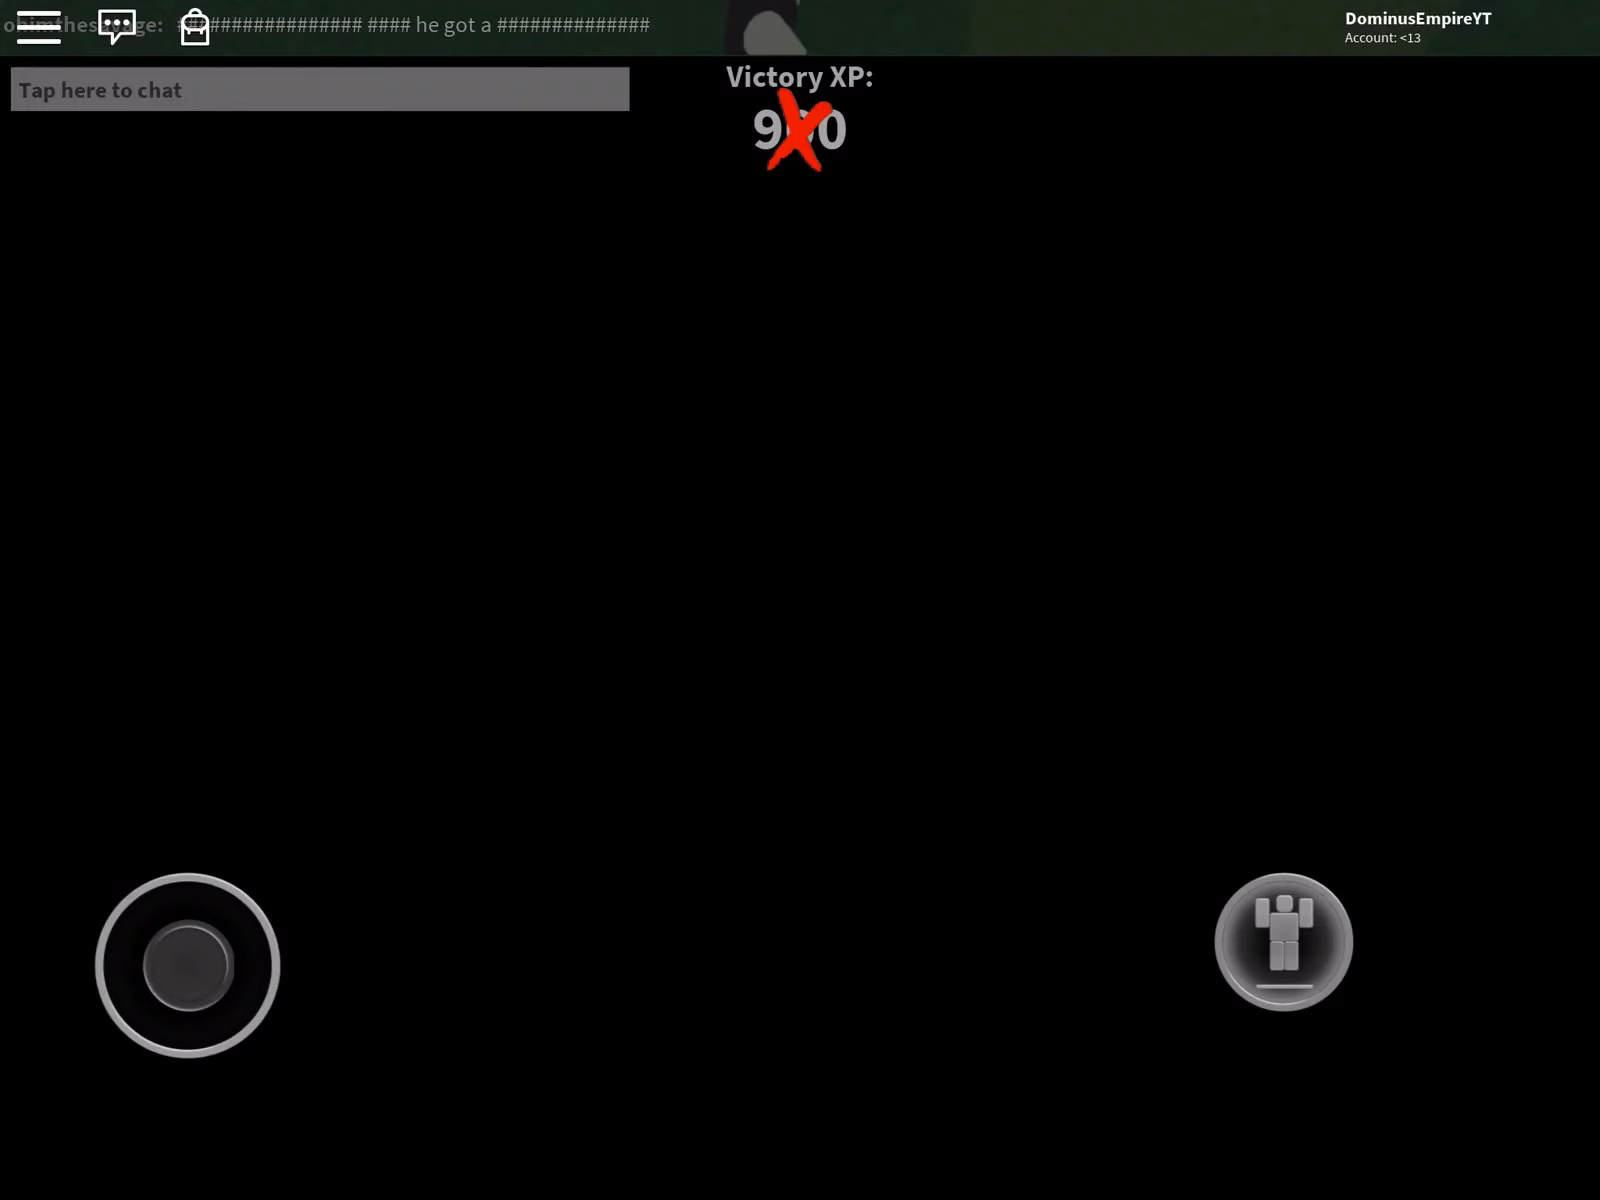 ################ #### he got a ##############
DominusEmpireYT
Account: <13
Tap here to chat
Victory XP: